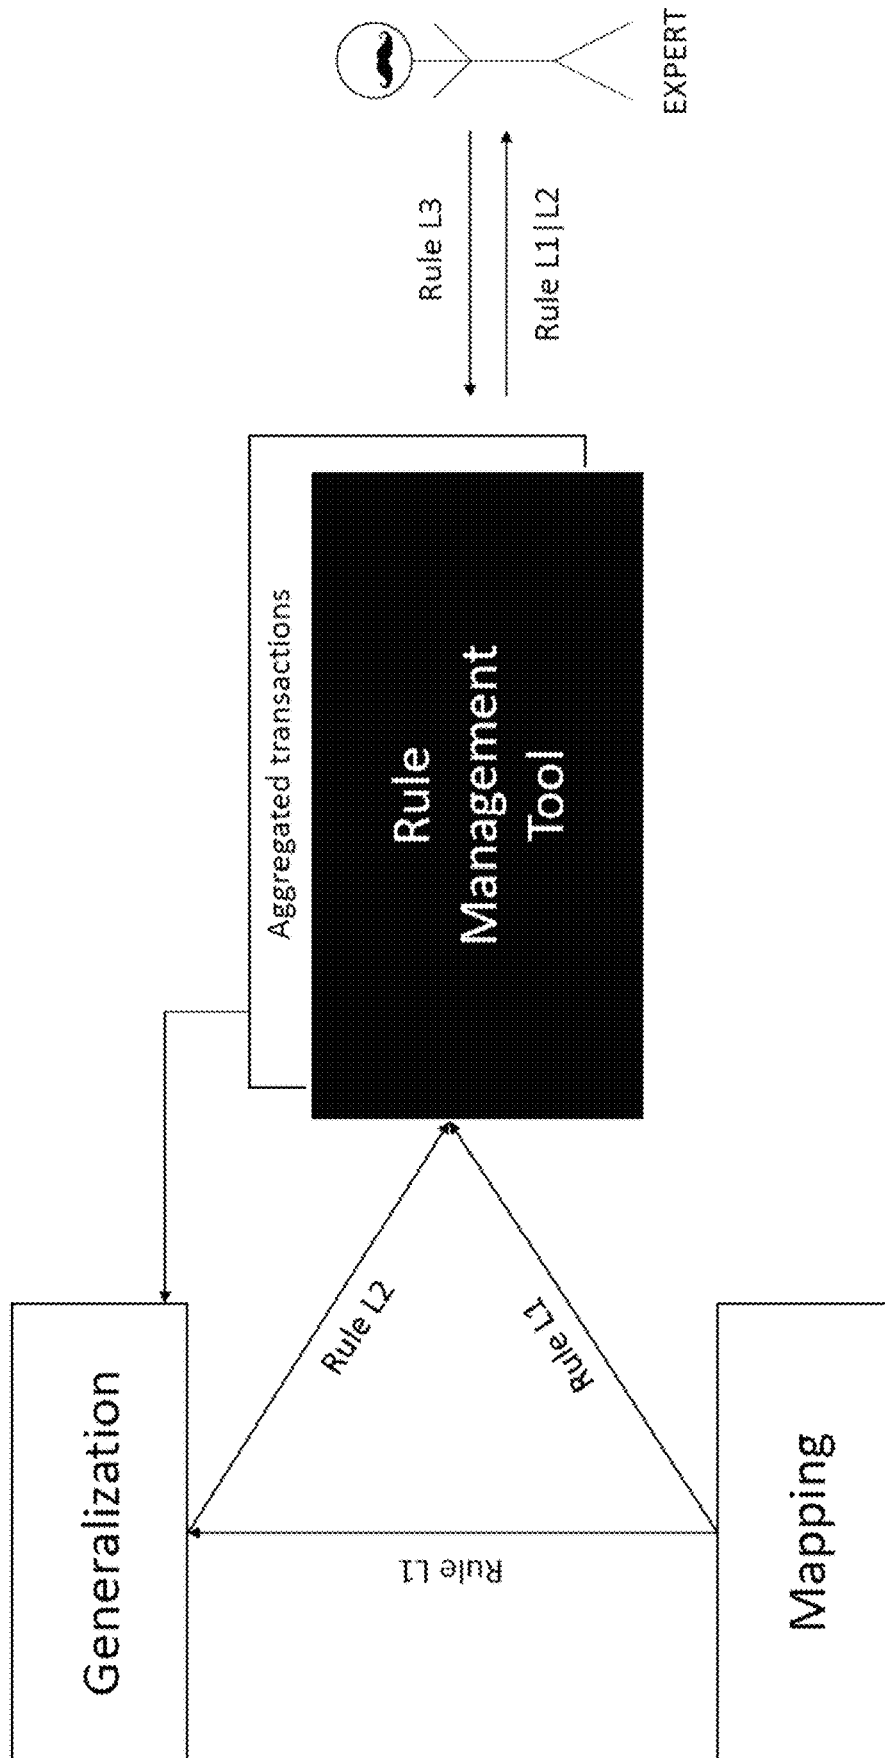 Generalization
Rule L2
Rule L1
Rule L1
Mapping
Aggregated transactions
Rule
Management
Tool
Rule L3
Rule L1|L2
EXPERT